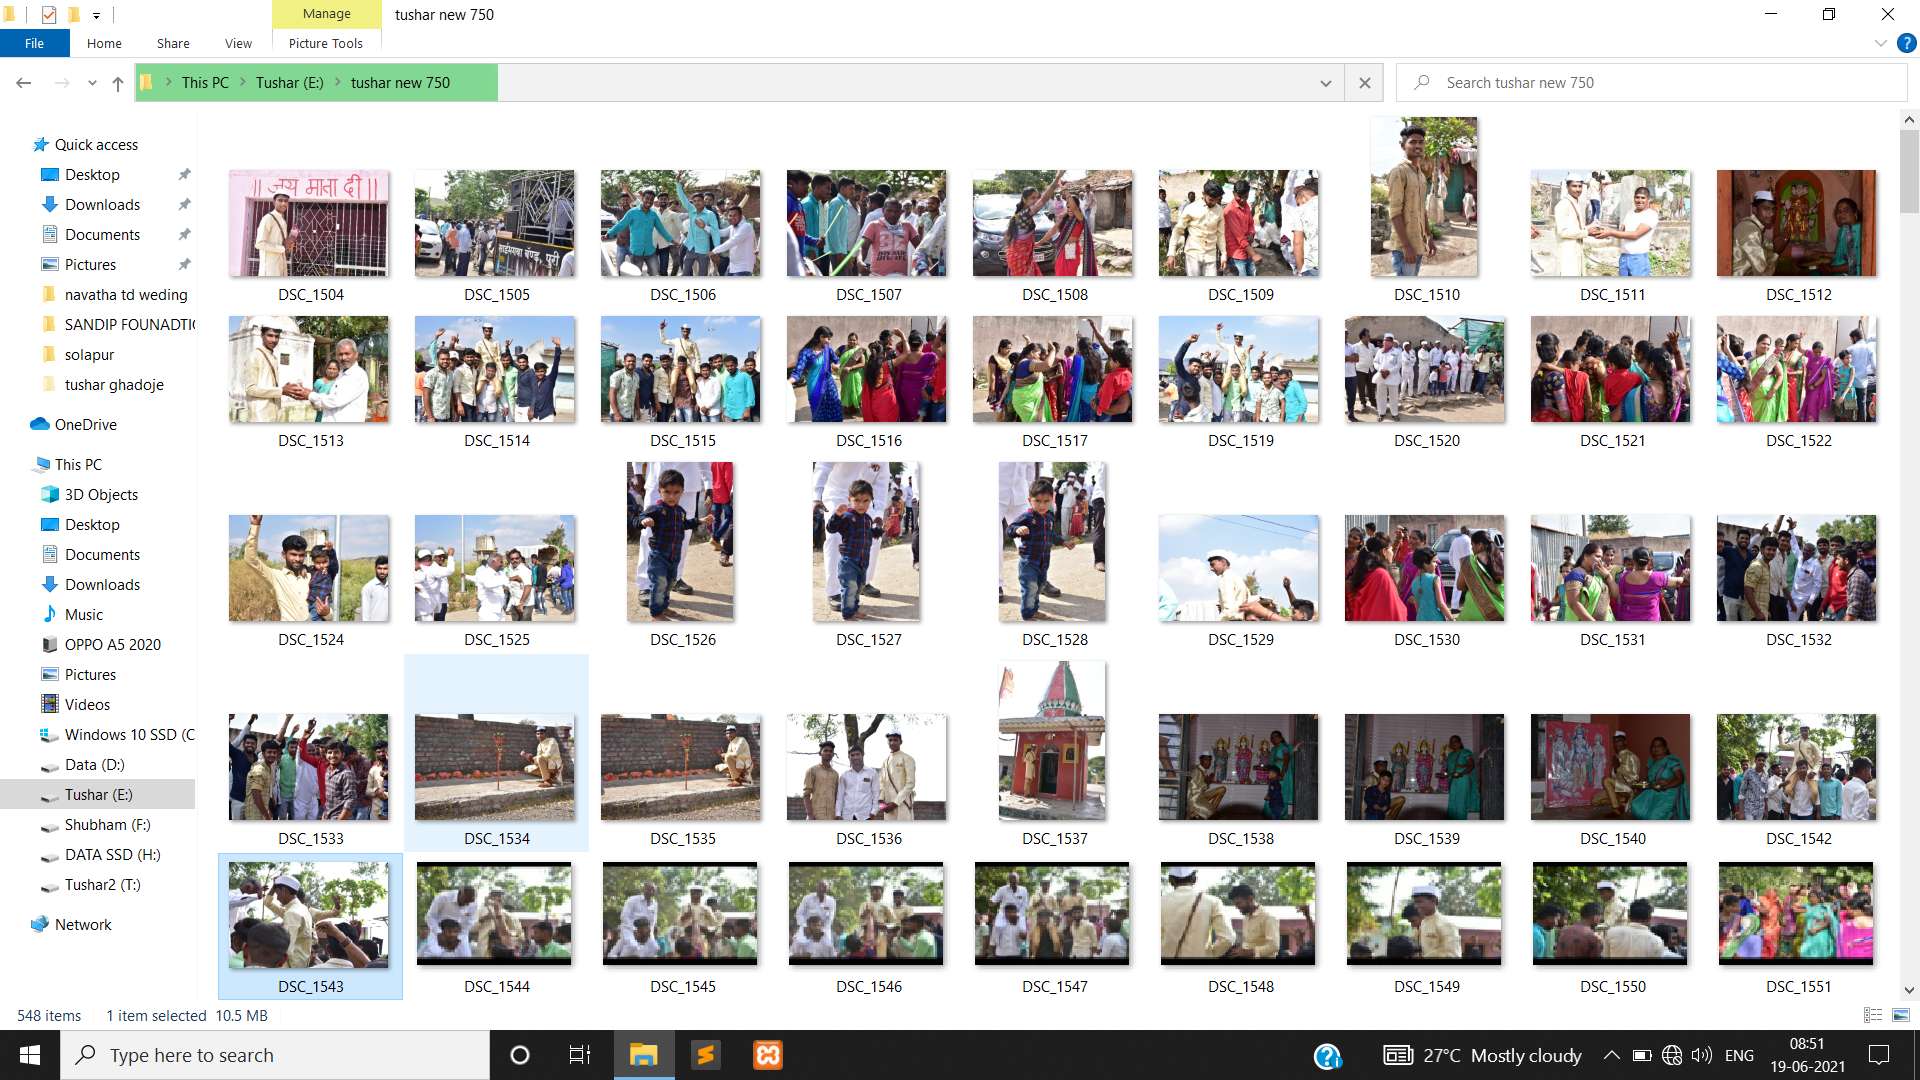 Manage
tushar new 750
File
Home
Share
View
Picture Tools
This PC
Tushar (E:)
tushar new 750
Search tushar new 750
Quick access
Desktop
Downloads
Documents
Pictures
navatha td weding
SANDIP FOUNADTIC
solapur
tushar ghadoje
OneDrive
This PC
3D Objects
Desktop
Documents
Downloads
Music
OPPO A5 2020
Pictures
Videos
Windows 10 SSD (C
Data (D:)
Tushar (E:)
Shubham (F:)
DATA SSD (H:)
Tushar2 (T:)
Network
|| जय माता दी ||
DSC_1504
DSC_1505
DSC_1506
DSC_1507
DSC_1508
DSC_1509
DSC_1510
DSC_1511
DSC_1512
DSC_1513
DSC_1514
DSC_1515
DSC_1516
DSC_1517
DSC_1519
DSC_1520
DSC_1521
DSC_1522
DSC_1524
DSC_1525
DSC_1526
DSC_1527
DSC_1528
DSC_1529
DSC_1530
DSC_1531
DSC_1532
DSC_1533
DSC_1534
DSC_1535
DSC_1536
DSC_1537
DSC_1538
DSC_1539
DSC_1540
DSC_1542
DSC_1543
DSC_1544
DSC_1545
DSC_1546
DSC_1547
DSC_1548
DSC_1549
DSC_1550
DSC_1551
548 items
1 item selected 10.5 MB
Type here to search
27°C Mostly cloudy
ENG
08:51
19-06-2021